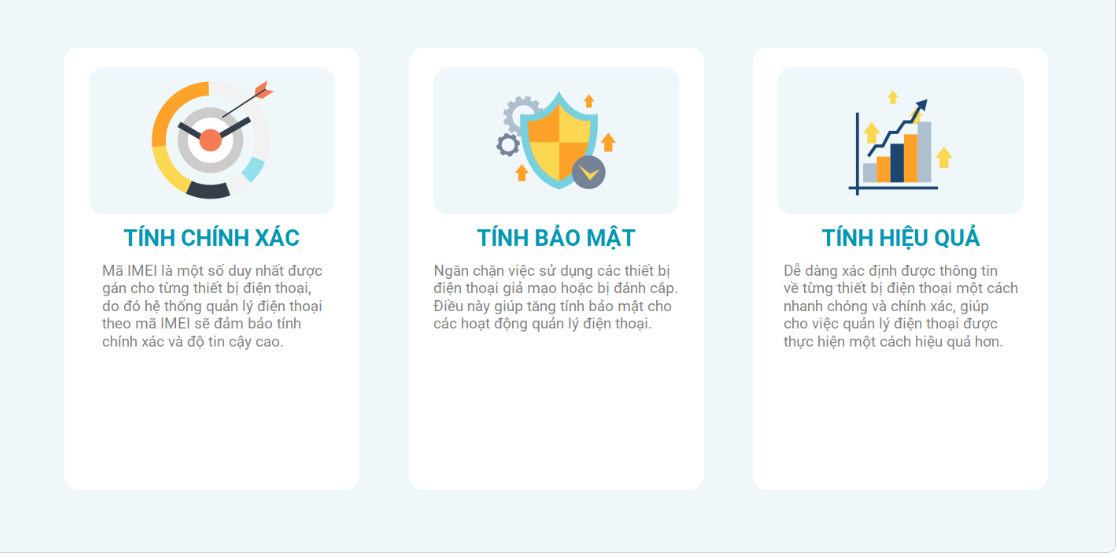 TÍNH CHÍNH XÁC
Mã IMEI là một số duy nhất được
gán cho từng thiết bị điện thoại,
do đó hệ thống quản lý điện thoại
theo mã IMEI sẽ đảm bảo tính
chính xác và độ tin cậy cao.
TÍNH BẢO MẬT
Ngăn chặn việc sử dụng các thiết bị
điện thoại giả mạo hoặc bị đánh cắp.
Điều này giúp tăng tính bảo mật cho
các hoạt động quản lý điện thoại.
TÍNH HIỆU QUẢ
Dễ dàng xác định được thông tin
về từng thiết bị điện thoại một cách
nhanh chóng và chính xác, giúp
cho việc quản lý điện thoại được
thực hiện một cách hiệu quả hơn.